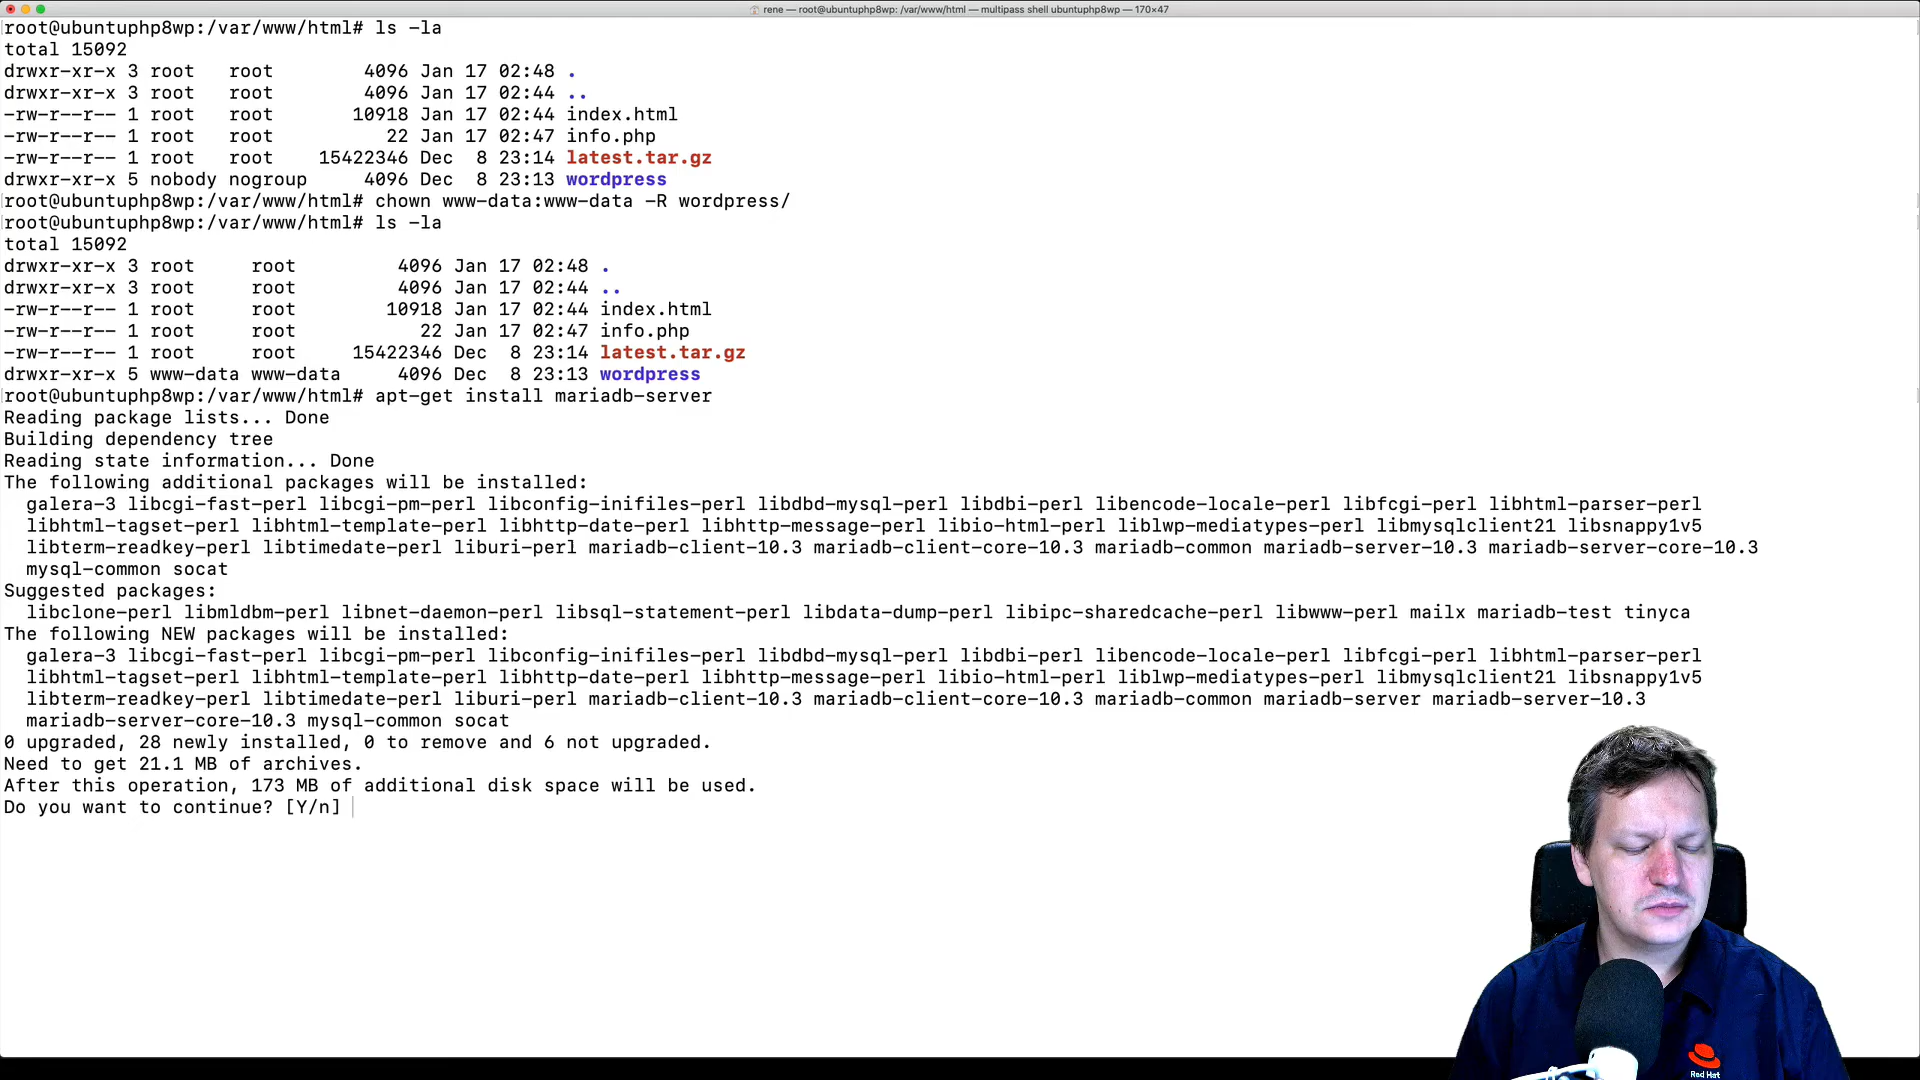 rene — root@ubuntuphp8wp: /var/www/html — multipass shell ubuntuphp8wp — 170×47
root@ubuntuphp8wp:/var/www/html# ls -la
total 15092
drwxr-xr-x 3 root   root       4096 Jan 17 02:48 .
drwxr-xr-x 3 root   root       4096 Jan 17 02:44 ..
-rw-r--r-- 1 root   root      10918 Jan 17 02:44 index.html
-rw-r--r-- 1 root   root         22 Jan 17 02:47 info.php
-rw-r--r-- 1 root   root   15422346 Dec  8 23:14 latest.tar.gz
drwxr-xr-x 5 nobody nogroup     4096 Dec  8 23:13 wordpress
root@ubuntuphp8wp:/var/www/html# chown www-data:www-data -R wordpress/
root@ubuntuphp8wp:/var/www/html# ls -la
total 15092
drwxr-xr-x 3 root     root         4096 Jan 17 02:48 .
drwxr-xr-x 3 root     root         4096 Jan 17 02:44 ..
-rw-r--r-- 1 root     root        10918 Jan 17 02:44 index.html
-rw-r--r-- 1 root     root           22 Jan 17 02:47 info.php
-rw-r--r-- 1 root     root     15422346 Dec  8 23:14 latest.tar.gz
drwxr-xr-x 5 www-data www-data     4096 Dec  8 23:13 wordpress
root@ubuntuphp8wp:/var/www/html# apt-get install mariadb-server
Reading package lists... Done
Building dependency tree
Reading state information... Done
The following additional packages will be installed:
  galera-3 libcgi-fast-perl libcgi-pm-perl libconfig-inifiles-perl libdbd-mysql-perl libdbi-perl libencode-locale-perl libfcgi-perl libhtml-parser-perl
  libhtml-tagset-perl libhtml-template-perl libhttp-date-perl libhttp-message-perl libio-html-perl liblwp-mediatypes-perl libmysqlclient21 libsnappy1v5
  libterm-readkey-perl libtimedate-perl liburi-perl mariadb-client-10.3 mariadb-client-core-10.3 mariadb-common mariadb-server-10.3 mariadb-server-core-10.3
  mysql-common socat
Suggested packages:
  libclone-perl libmldbm-perl libnet-daemon-perl libsql-statement-perl libdata-dump-perl libipc-sharedcache-perl libwww-perl mailx mariadb-test tinyca
The following NEW packages will be installed:
  galera-3 libcgi-fast-perl libcgi-pm-perl libconfig-inifiles-perl libdbd-mysql-perl libdbi-perl libencode-locale-perl libfcgi-perl libhtml-parser-perl
  libhtml-tagset-perl libhtml-template-perl libhttp-date-perl libhttp-message-perl libio-html-perl liblwp-mediatypes-perl libmysqlclient21 libsnappy1v5
  libterm-readkey-perl libtimedate-perl liburi-perl mariadb-client-10.3 mariadb-client-core-10.3 mariadb-common mariadb-server mariadb-server-10.3
  mariadb-server-core-10.3 mysql-common socat
0 upgraded, 28 newly installed, 0 to remove and 6 not upgraded.
Need to get 21.1 MB of archives.
After this operation, 173 MB of additional disk space will be used.
Do you want to continue? [Y/n]
Red Hat